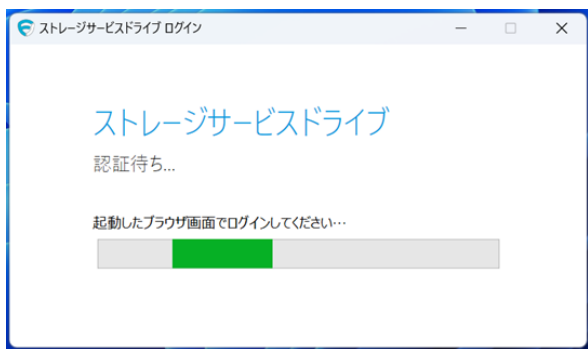 ストレージサービスドライブ ログイン
ストレージサービスドライブ
認証待ち...
起動したブラウザ画面でログインしてください…